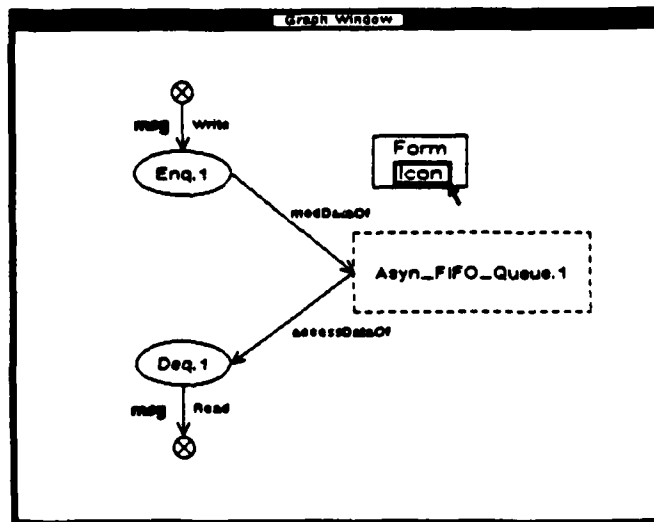 Graph Window
msg Write
Enq.1
Form
Icon
modDataOf
Asyn_FIFO_Queue.1
accessDataOf
Deq.1
msg Read